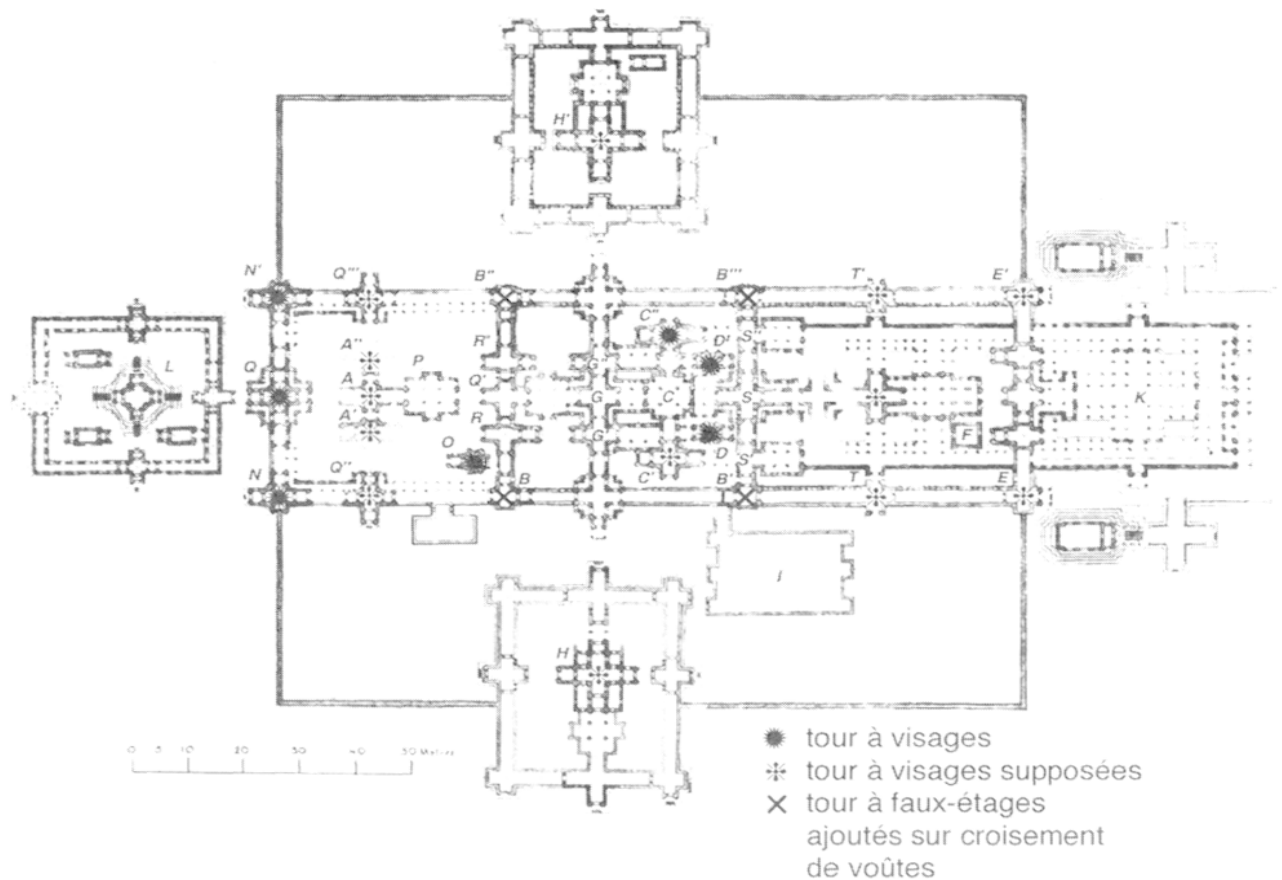 H'
N' Q''' B'' B''' T' E'
C''
A'' R' D' S''
L P
Q A Q' G C' S K
A' R G F
O D
N Q'' B C' S B' T E
I
H
0 5 10 20 30 40 50 Mètres
tour à visages
tour à visages supposées
tour à faux-étages
ajoutés sur croisement
de voûtes